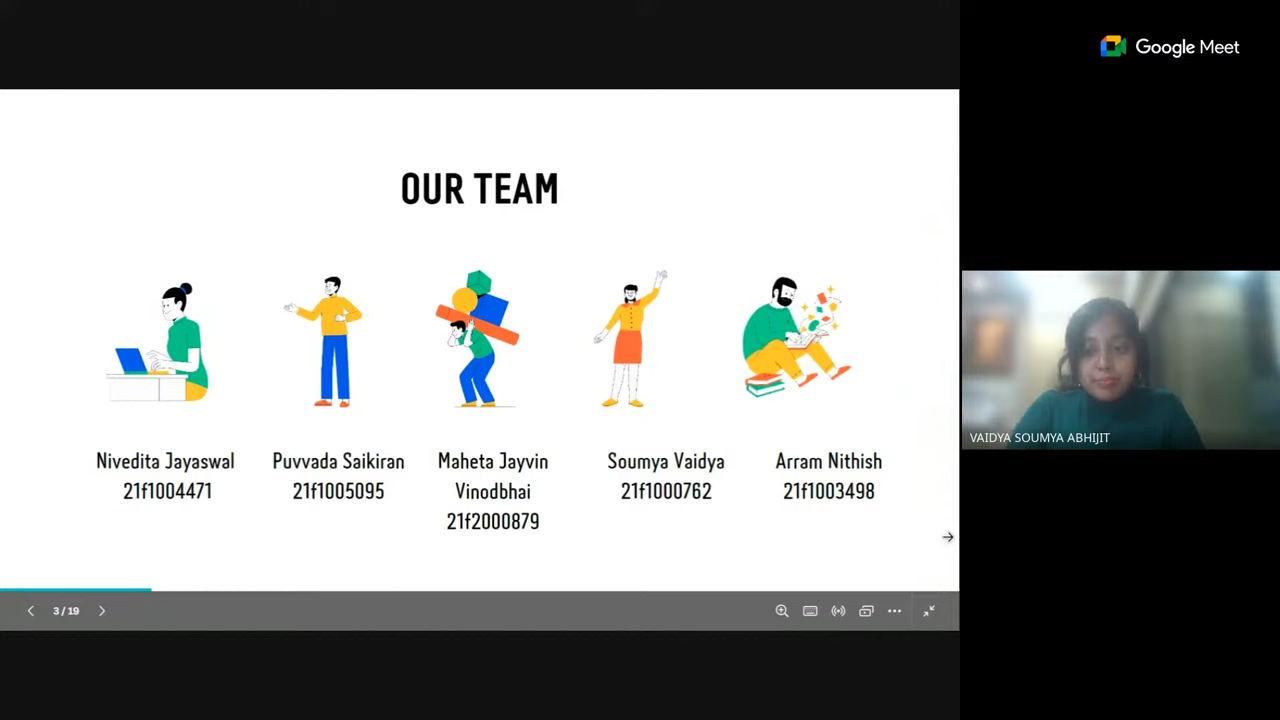 Google Meet
OUR TEAM
Nivedita Jayaswal
21f1004471
Puvvada Saikiran
21f1005095
Maheta Jayvin
Vinodbhai
21f2000879
Soumya Vaidya
21f1000762
Arram Nithish
21f1003498
VAIDYA SOUMYA ABHIJIT
3 / 19